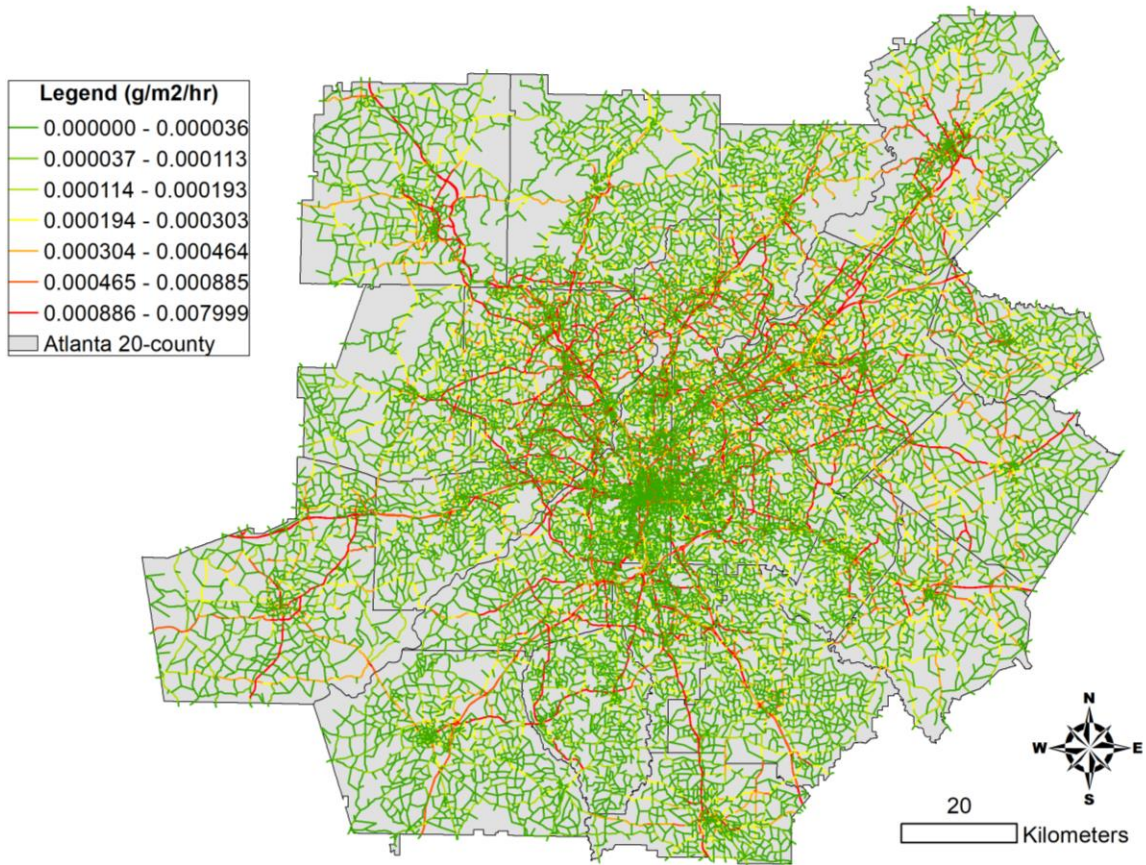 Legend (g/m2/hr)
0.000000 - 0.000036
0.000037 - 0.000113
0.000114 - 0.000193
0.000194 - 0.000303
0.000304 - 0.000464
0.000465 - 0.000885
0.000886 - 0.007999
Atlanta 20-county
N
W E
S
20
Kilometers